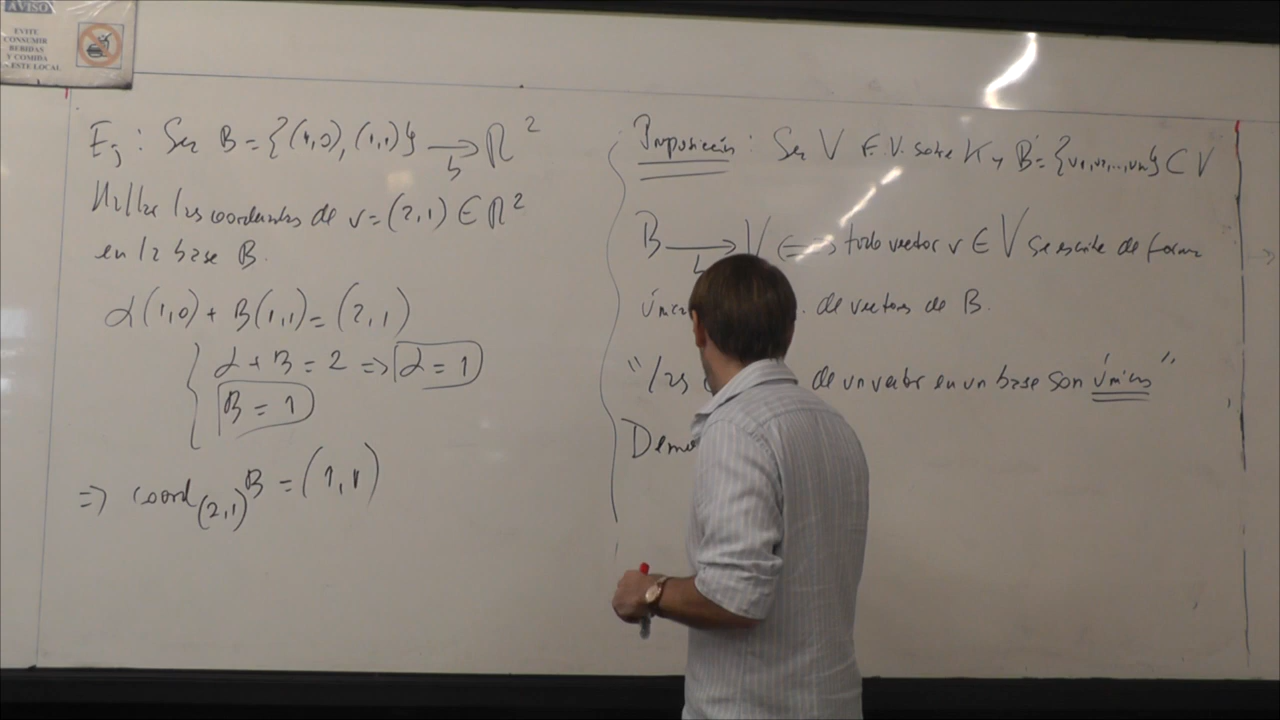 AVISO
EVITE
CONSUMIR
BEBIDAS
Y COMIDA
ESTE LOCAL
Ej: Sea B = {(1,0), (1,1)} —b→ ℝ²
Hallar las coordenadas de v = (2,1) ∈ ℝ²
en la base B.
α(1,0) + β(1,1) = (2,1)
{ α + β = 2 => α = 1
β = 1
=> coord₍₂,₁₎B = (1,1)
Proposición: Sea V E.V. sobre K y B = {v1, v2, ..., vn} ⊂ V
B —b→ V <=> todo vector v ∈ V se escribe de forma
única de vectores de B.
"las de un vector en un base son únicas"